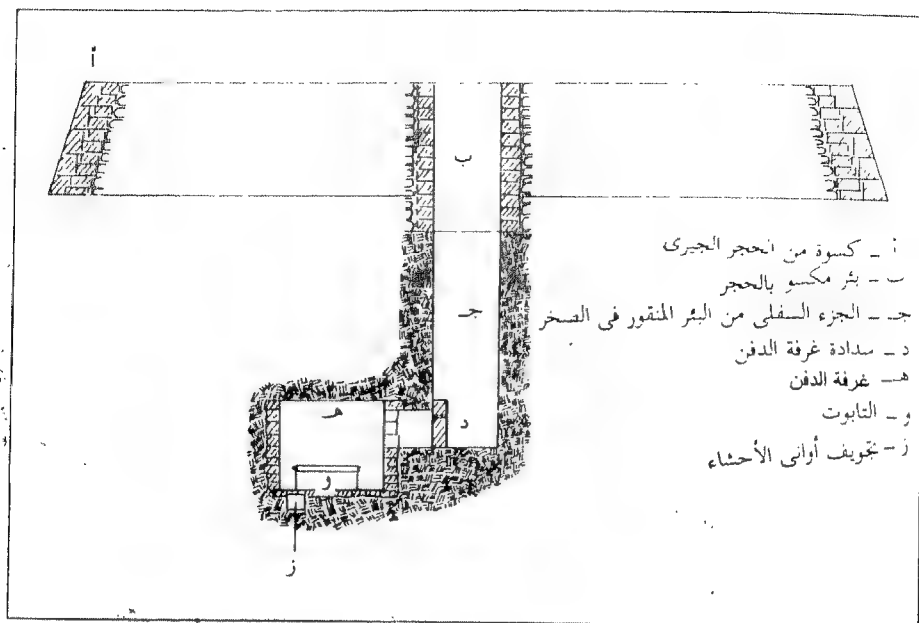 أ
ب
جـ
د
هـ
و
ز
أ ـ كسوة من الحجر الجيرى
ب ـ بئر مكسو بالحجر
جـ ـ الجزء السفلى من البئر المنقور فى الصخر
د ـ سدادة غرفة الدفن
هـ ـ غرفة الدفن
و ـ التابوت
ز ـ تجويف أوانى الأحشاء